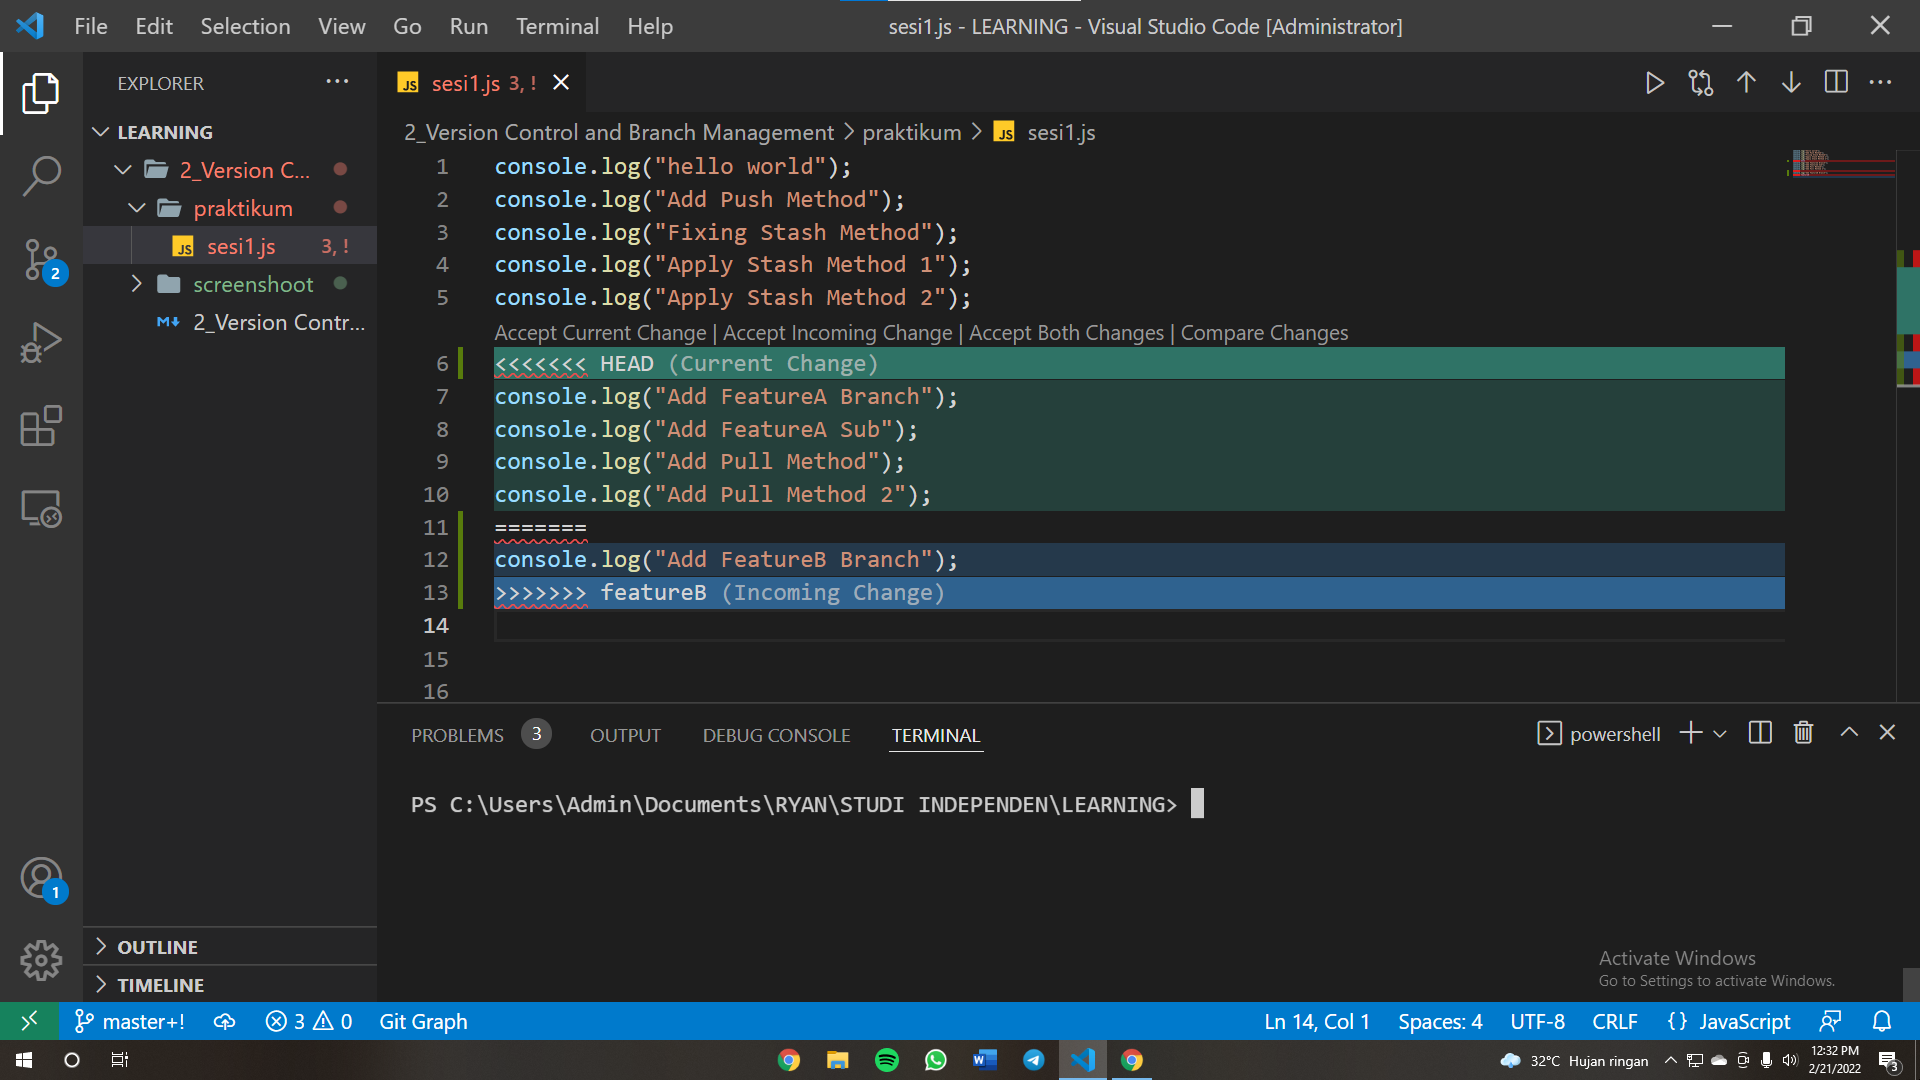 File Edit Selection View Go Run Terminal Help
sesi1.js - LEARNING - Visual Studio Code [Administrator]
EXPLORER
LEARNING
2_Version C...
praktikum
JS sesi1.js 3, !
screenshoot
2_Version Contr...
OUTLINE
TIMELINE
2
1
JS sesi1.js 3, !
2_Version Control and Branch Management > praktikum > JS sesi1.js
1 console.log("hello world");
2 console.log("Add Push Method");
3 console.log("Fixing Stash Method");
4 console.log("Apply Stash Method 1");
5 console.log("Apply Stash Method 2");
Accept Current Change | Accept Incoming Change | Accept Both Changes | Compare Changes
6 <<<<<<< HEAD (Current Change)
7 console.log("Add FeatureA Branch");
8 console.log("Add FeatureA Sub");
9 console.log("Add Pull Method");
10 console.log("Add Pull Method 2");
11 =======
12 console.log("Add FeatureB Branch");
13 >>>>>>> featureB (Incoming Change)
14
15
16
PROBLEMS 3 OUTPUT DEBUG CONSOLE TERMINAL
powershell
PS C:\Users\Admin\Documents\RYAN\STUDI INDEPENDEN\LEARNING>
Activate Windows
Go to Settings to activate Windows.
master+! 3 0 Git Graph
Ln 14, Col 1 Spaces: 4 UTF-8 CRLF {} JavaScript
32°C Hujan ringan
12:32 PM
2/21/2022
3